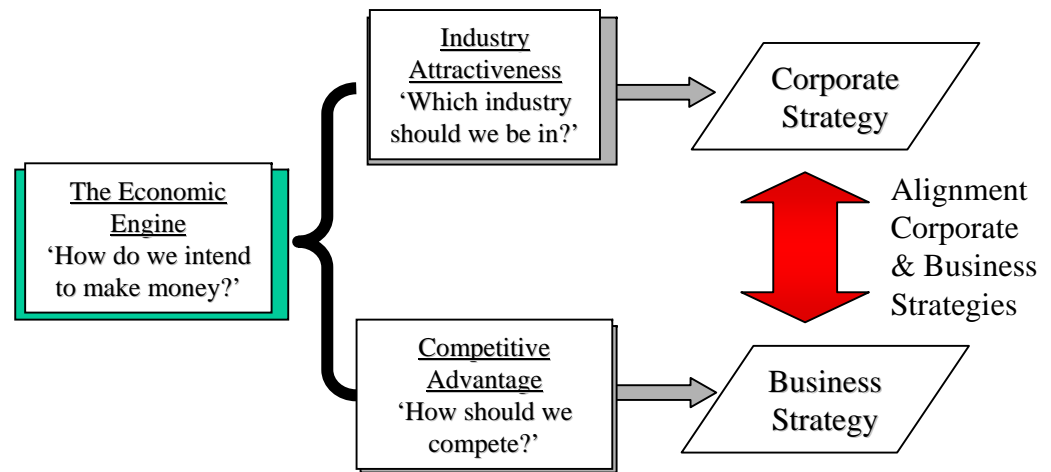 The Economic
Engine
‘How do we intend
to make money?’
Industry
Attractiveness
‘Which industry
should we be in?’
Corporate
Strategy
Alignment
Corporate
& Business
Strategies
Competitive
Advantage
‘How should we
compete?’
Business
Strategy